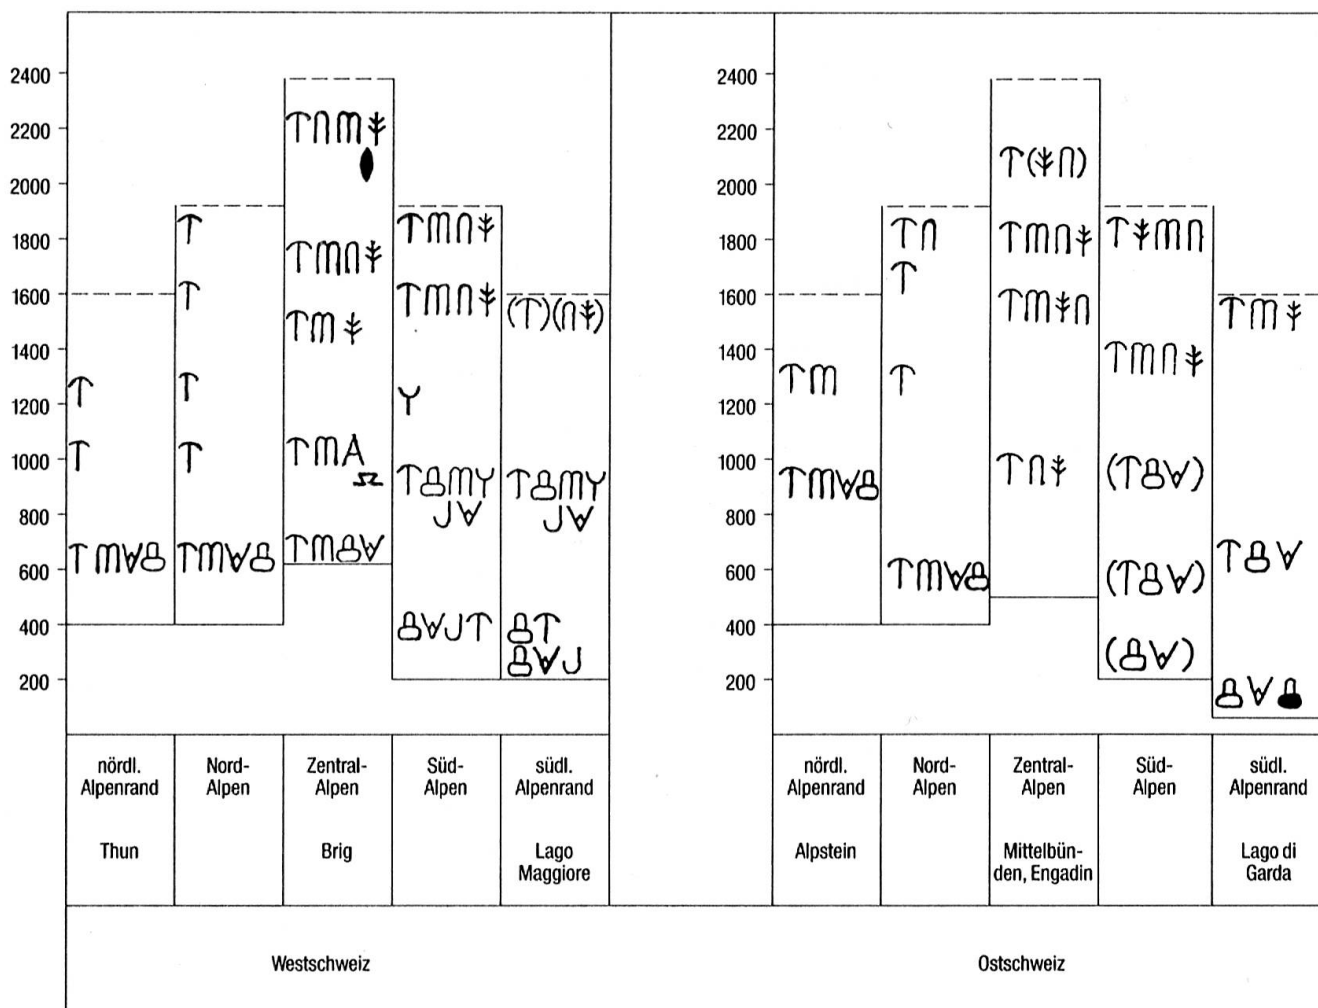 2400
2200
2000
1800
1600
1400
1200
1000
800
600
400
200
2400
2200
2000
1800
1600
1400
1200
1000
800
600
400
200
nördl.
Alpenrand
Thun
Nord-
Alpen
Zentral-
Alpen
Brig
Süd-
Alpen
südl.
Alpenrand
Lago
Maggiore
nördl.
Alpenrand
Alpstein
Nord-
Alpen
Zentral-
Alpen
Mittelbün-
den, Engadin
Süd-
Alpen
südl.
Alpenrand
Lago di
Garda
Westschweiz
Ostschweiz